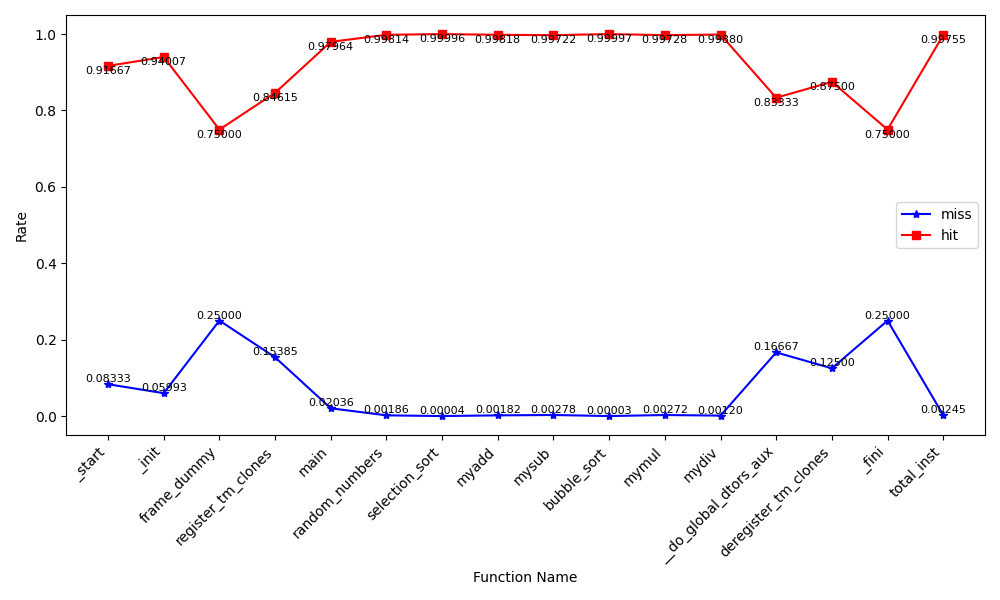 1.0
0.8
0.6
0.4
0.2
0.0
Rate
0.91667
0.94007
0.75000
0.84615
0.97964
0.99814
0.99996
0.99818
0.99722
0.99997
0.99728
0.99880
0.83333
0.87500
0.75000
0.99755
miss
hit
0.08333
0.05993
0.25000
0.15385
0.02036
0.00186
0.00004
0.00182
0.00278
0.00003
0.00272
0.00120
0.16667
0.12500
0.25000
0.00245
_start
_init
frame_dummy
register_tm_clones
main
random_numbers
selection_sort
myadd
mysub
bubble_sort
mymul
mydiv
__do_global_dtors_aux
deregister_tm_clones
_fini
total_inst
Function Name